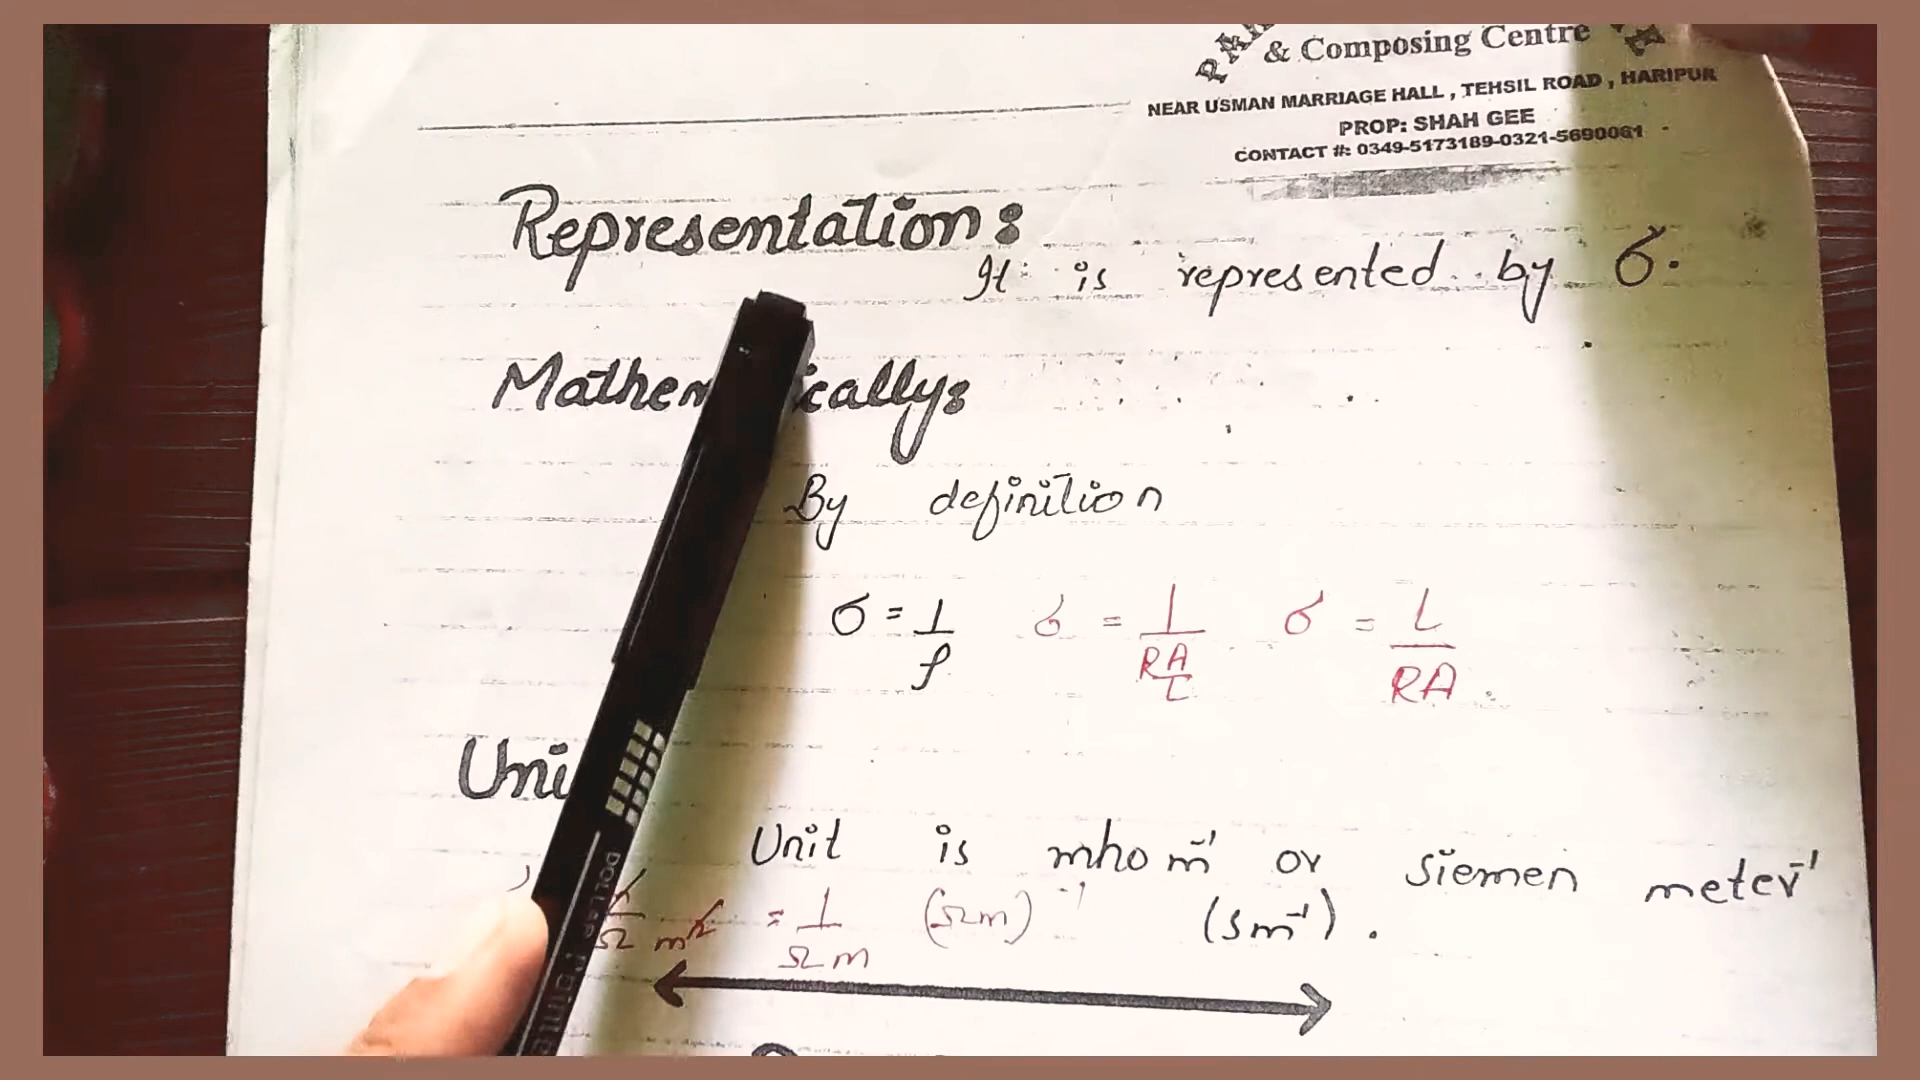 & Composing Centre
NEAR USMAN MARRIAGE HALL , TEHSIL ROAD , HARIPUR
PROP: SHAH GEE
CONTACT #: 0349-5173189-0321-5690061
Representation:
It is represented by σ.
Mathem ically:
By definition
σ = 1/ρ σ = 1/(RA/L) σ = L/RA
Uni
Unit is mho m⁻¹ or siemen meter⁻¹
= 1/Ωm (Ωm)⁻¹ (Sm⁻¹).
DOLLAR